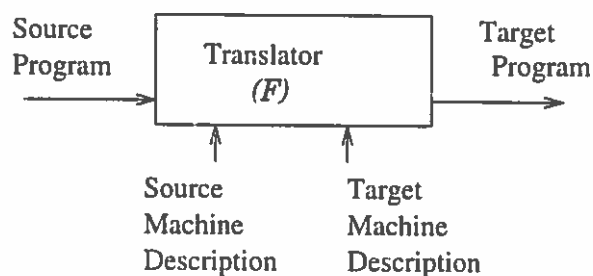 Source
Program
Translator
(F)
Target
Program
Source
Machine
Description
Target
Machine
Description